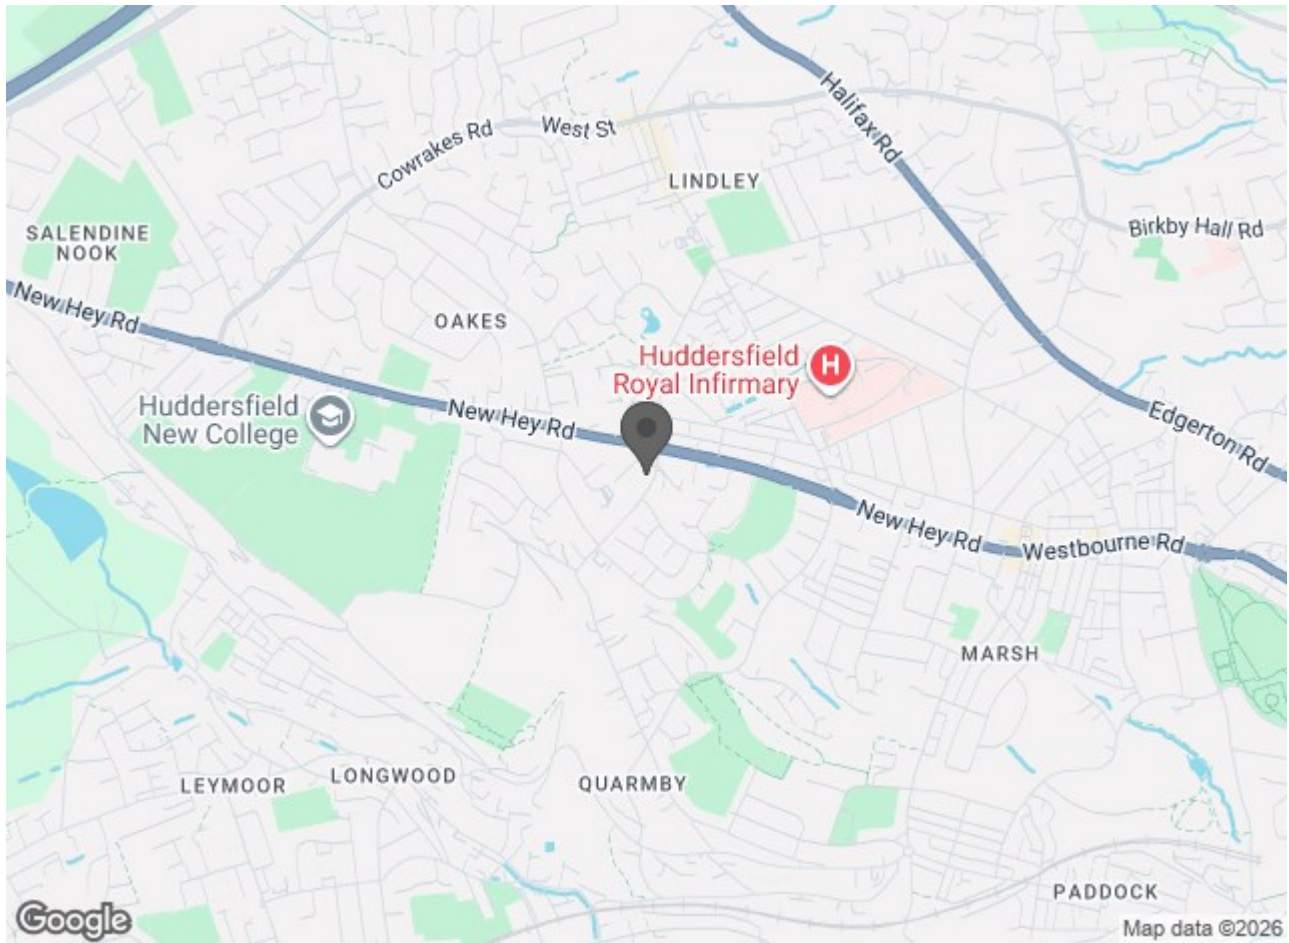 Halifax Rd
West St
Cowrakes Rd
LINDLEY
Birkby Hall Rd
SALENDINE
NOOK
New Hey Rd
OAKES
Huddersfield
Royal Infirmary
H
Huddersfield
New College
New Hey Rd
Edgerton Rd
New Hey Rd
Westbourne Rd
MARSH
LEYMOOR
LONGWOOD
QUARMBY
PADDOCK
Google
Map data ©2026